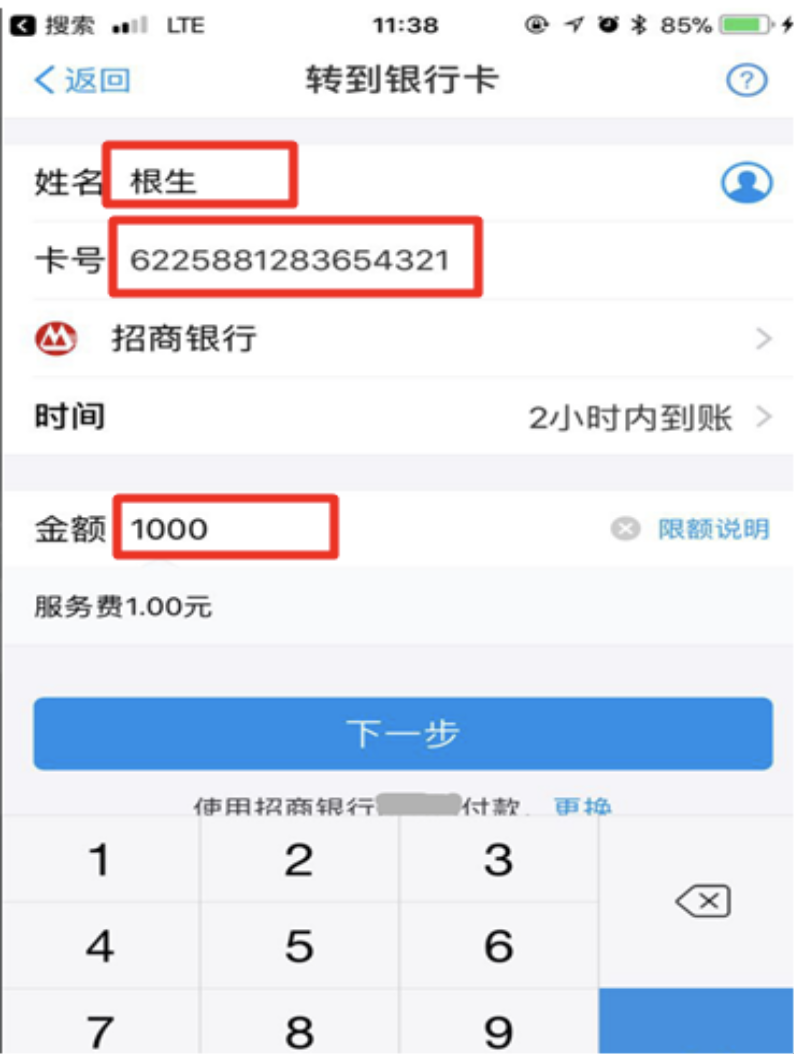 搜索 LTE 11:38 85%
返回 转到银行卡 ?
姓名 根生
卡号 6225881283654321
招商银行
时间 2小时内到账
金额 1000 限额说明
服务费1.00元
下一步
使用招商银行 付款, 更换
1 2 3
4 5 6
7 8 9